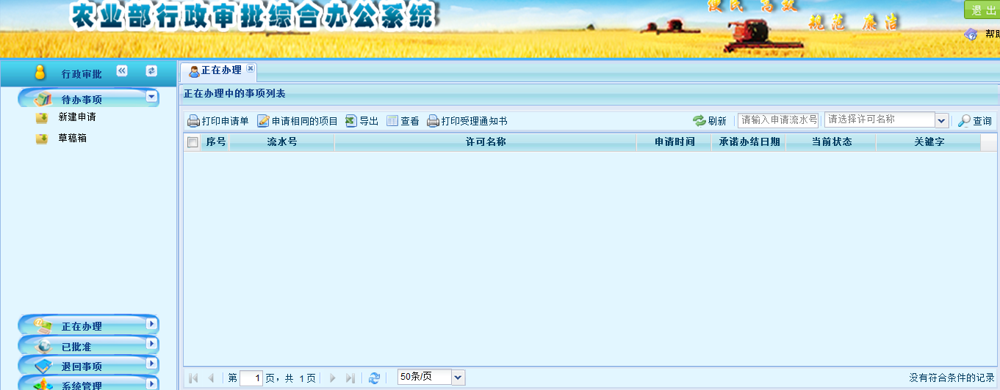 农业部行政审批综合办公系统
便民 高效
规范 廉洁
退出
帮助
行政审批
待办事项
新建申请
草稿箱
正在办理
已批准
退回事项
系统管理
正在办理
正在办理中的事项列表
打印申请单 申请相同的项目 导出 查看 打印受理通知书 刷新 请输入申请流水号 请选择许可名称 查询
序号 流水号 许可名称 申请时间 承诺办结日期 当前状态 关键字
第 1 页，共 1 页 50条/页 没有符合条件的记录